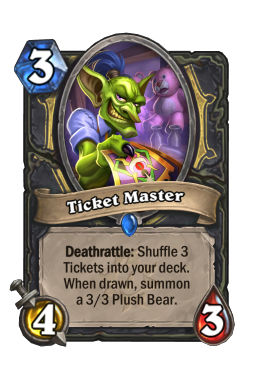 3
Ticket Master
Deathrattle: Shuffle 3
Tickets into your deck.
When drawn, summon
a 3/3 Plush Bear.
4
3